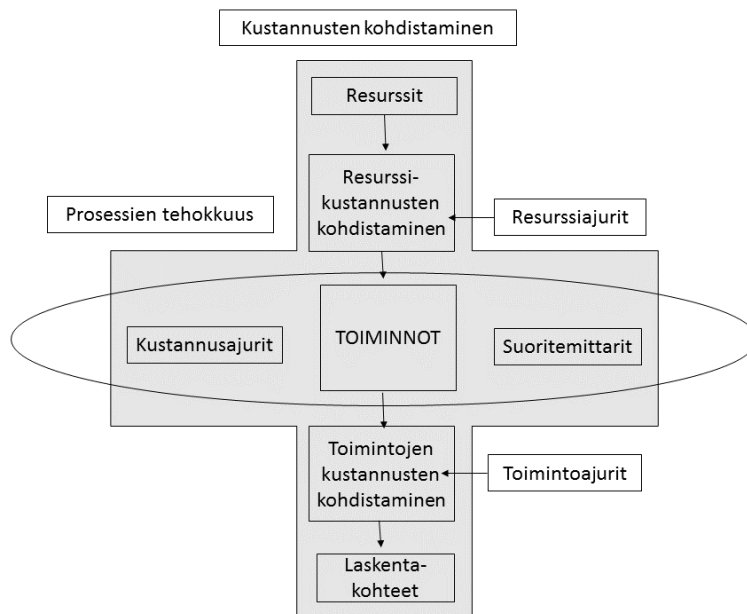 Kustannusten kohdistaminen
Resurssit
Resurssi-
kustannusten
kohdistaminen
Prosessien tehokkuus
Resurssiajurit
Kustannusajurit
TOIMINNOT
Suoritemittarit
Toimintojen
kustannusten
kohdistaminen
Toimintoajurit
Laskenta-
kohteet